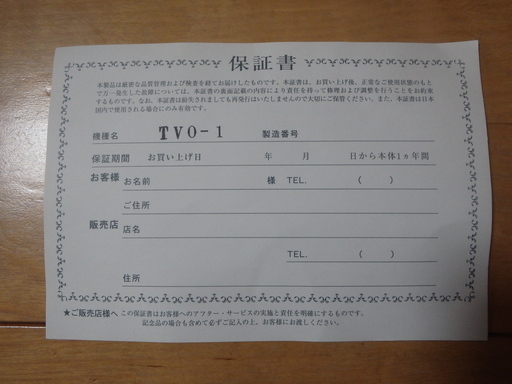 保証書
本製品は厳密な品質管理および検査を経てお届けしたものです。本保証書は、お買い上げ後、正常なご使用状態のもと
で万一発生した故障については、本保証書の裏面記載の内容により責任を持って修理および調整を行うことをお約束
するものです。なお、本保証書は紛失されましても再発行はいたしませんので大切にご保管ください。また、本保証書は日本
国内で使用される場合にのみ有効です。
機種名 TVO-1 製造番号
保証期間 お買い上げ日 年 月 日から本体1ヵ年間
お客様 お名前 様 TEL. ( )
ご住所
販売店 店名
TEL. ( )
住所
★ご販売店様へ この保証書はお客様へのアフター・サービスの実施と責任を明確にするものです。
記念品の場合も含めて必ずご記入の上、お客様にお渡しください。